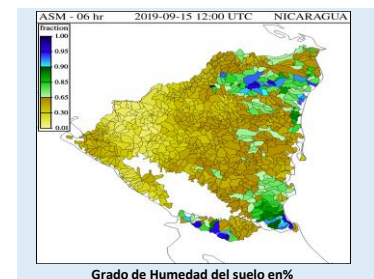 ASM - 06 hr 2019-09-15 12:00 UTC NICARAGUA
fraction
1.00
0.95
0.90
0.85
0.65
0.30
0.01
Grado de Humedad del suelo en%